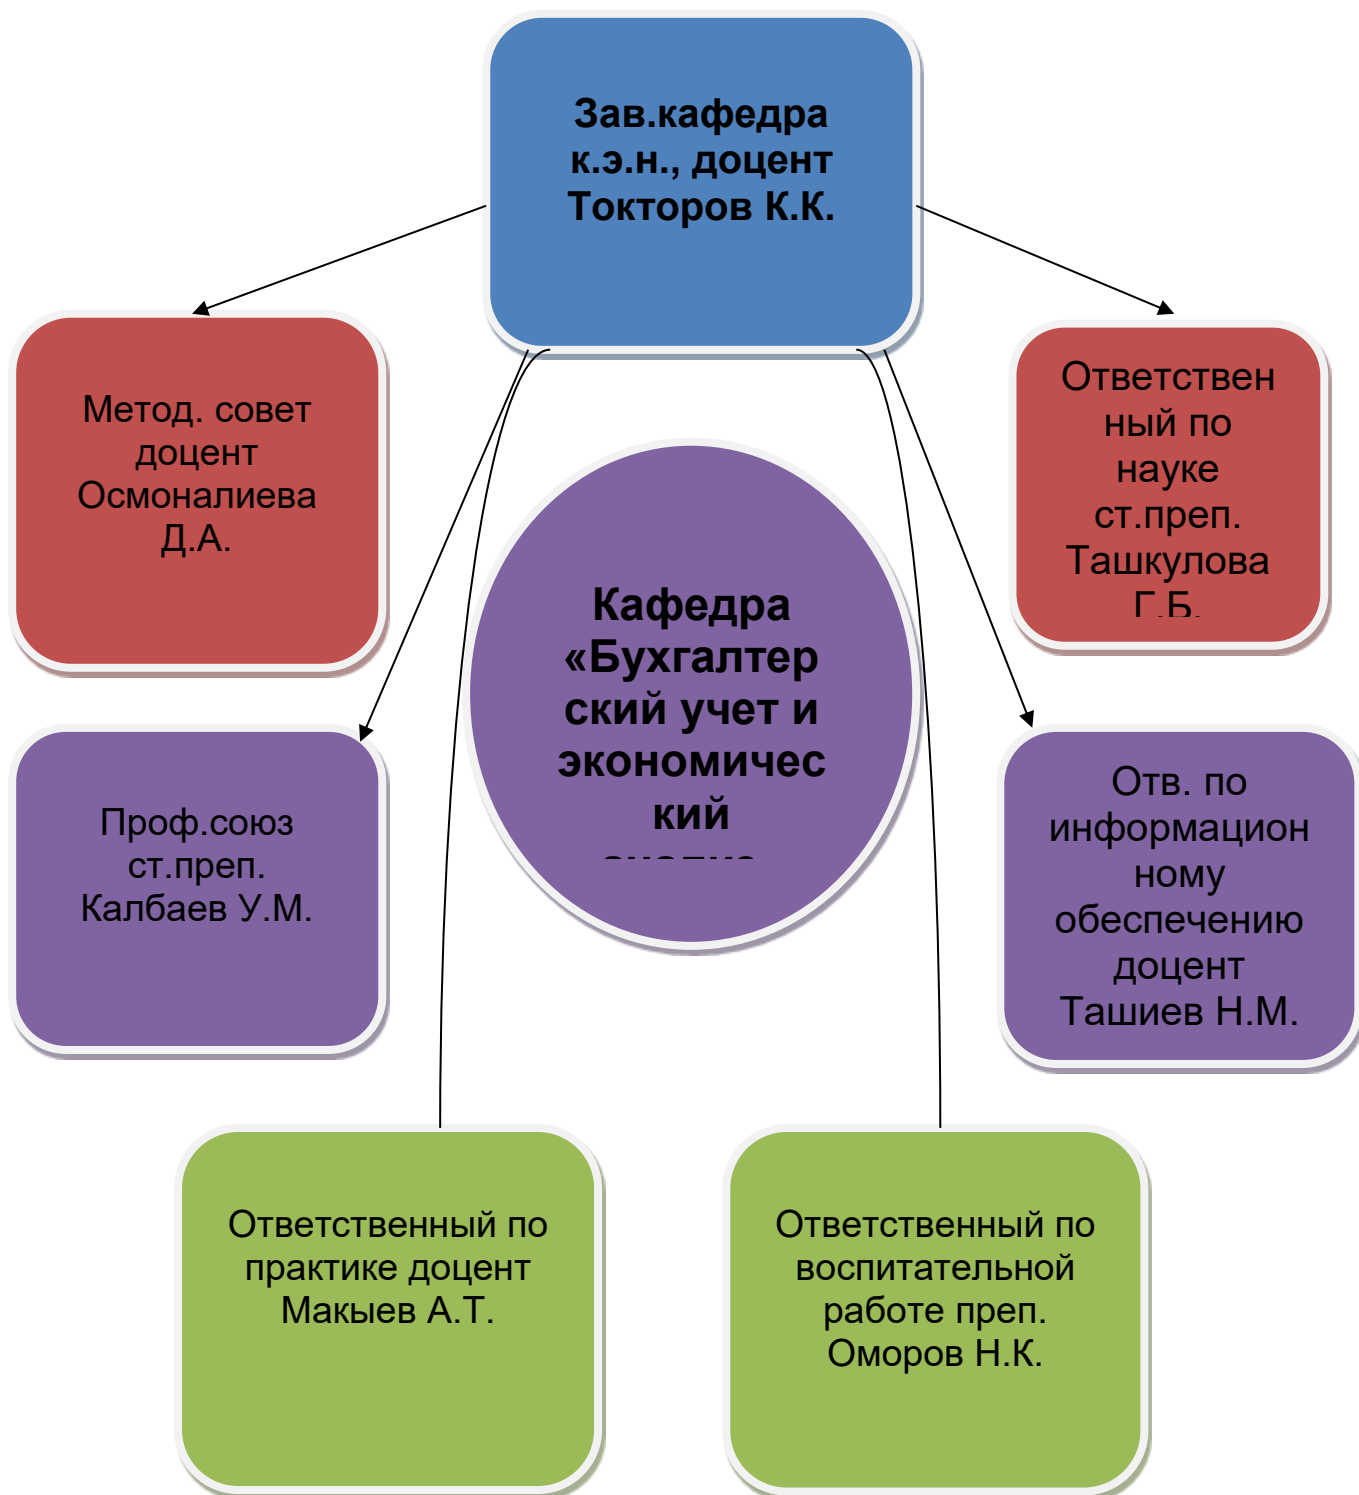 Зав.кафедра
к.э.н., доцент
Токторов К.К.
Метод. совет
доцент
Осмоналиева
Д.А.
Ответствен
ный по
науке
ст.преп.
Ташкулова
Г.Б.
Кафедра
«Бухгалтер
ский учет и
экономичес
кий
Проф.союз
ст.преп.
Калбаев У.М.
Отв. по
информацион
ному
обеспечению
доцент
Ташиев Н.М.
Ответственный по
практике доцент
Макыев А.Т.
Ответственный по
воспитательной
работе преп.
Оморов Н.К.